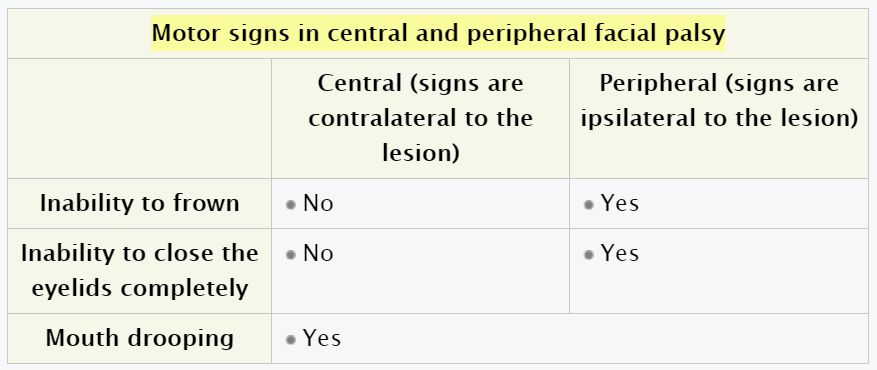 Motor signs in central and peripheral facial palsy
Central (signs are
contralateral to the
lesion)
Peripheral (signs are
ipsilateral to the lesion)
Inability to frown
No
Yes
Inability to close the
eyelids completely
No
Yes
Mouth drooping
Yes